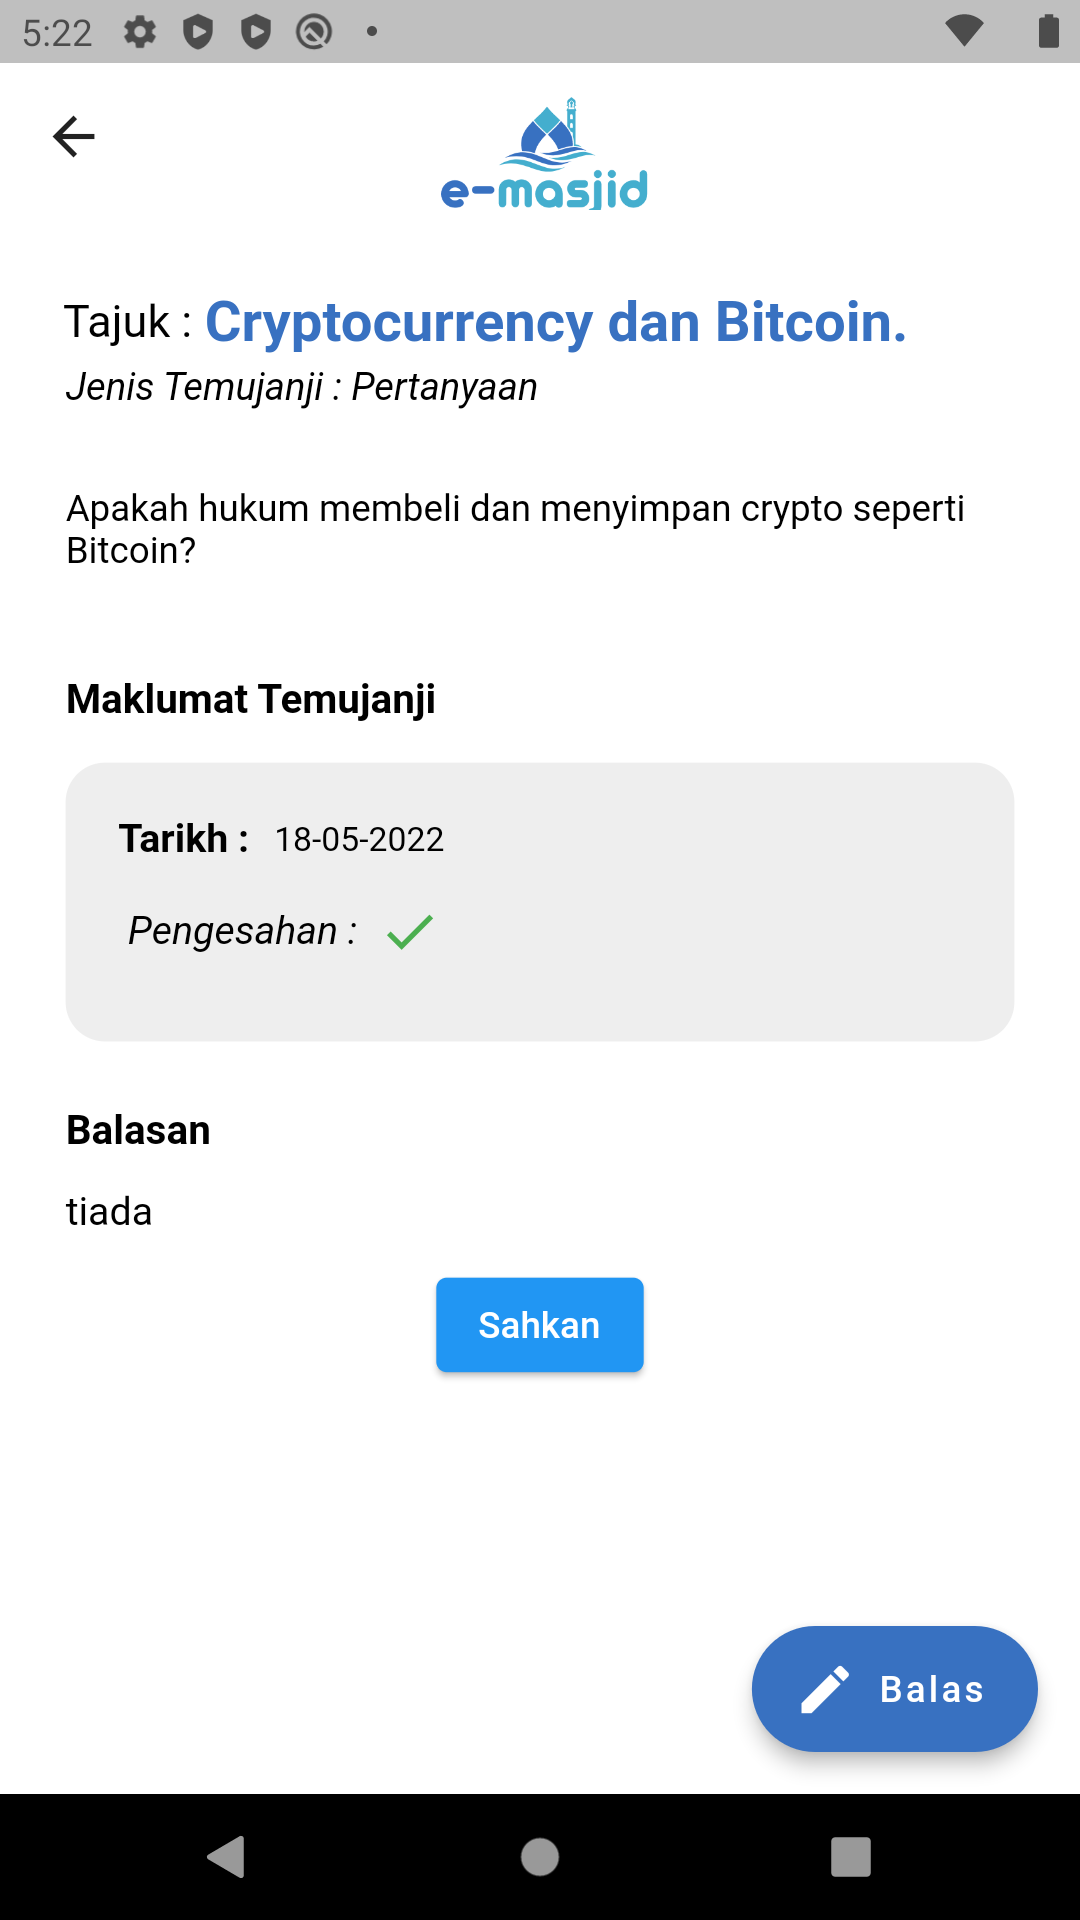 5:22
e-masjid
Tajuk : Cryptocurrency dan Bitcoin.
Jenis Temujanji : Pertanyaan
Apakah hukum membeli dan menyimpan crypto seperti
Bitcoin?
Maklumat Temujanji
Tarikh : 18-05-2022
Pengesahan :
Balasan
tiada
Sahkan
Balas